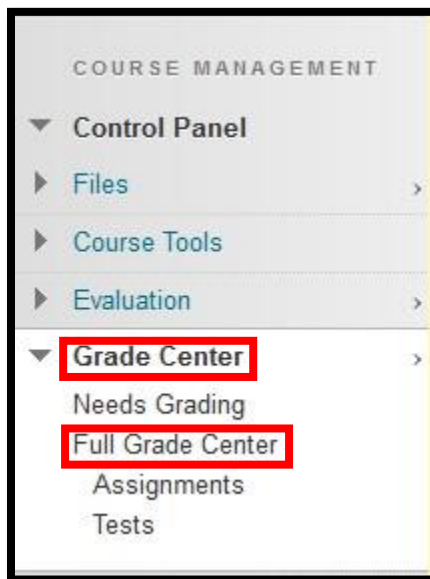 COURSE MANAGEMENT
Control Panel
Files
Course Tools
Evaluation
Grade Center
Needs Grading
Full Grade Center
Assignments
Tests